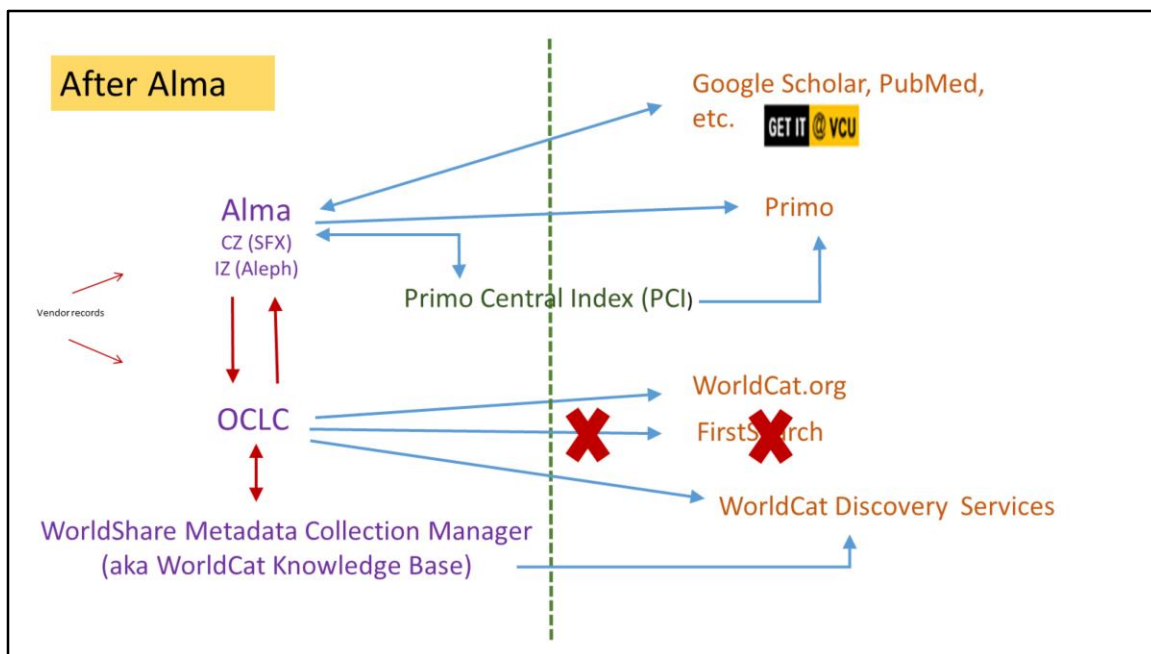 After Alma
Google Scholar, PubMed,
etc.
GET IT @ VCU
Alma
CZ (SFX)
IZ (Aleph)
Primo
Primo Central Index (PCI)
Vendor records
WorldCat.org
OCLC
WorldCat Discovery Services
WorldShare Metadata Collection Manager
(aka WorldCat Knowledge Base)